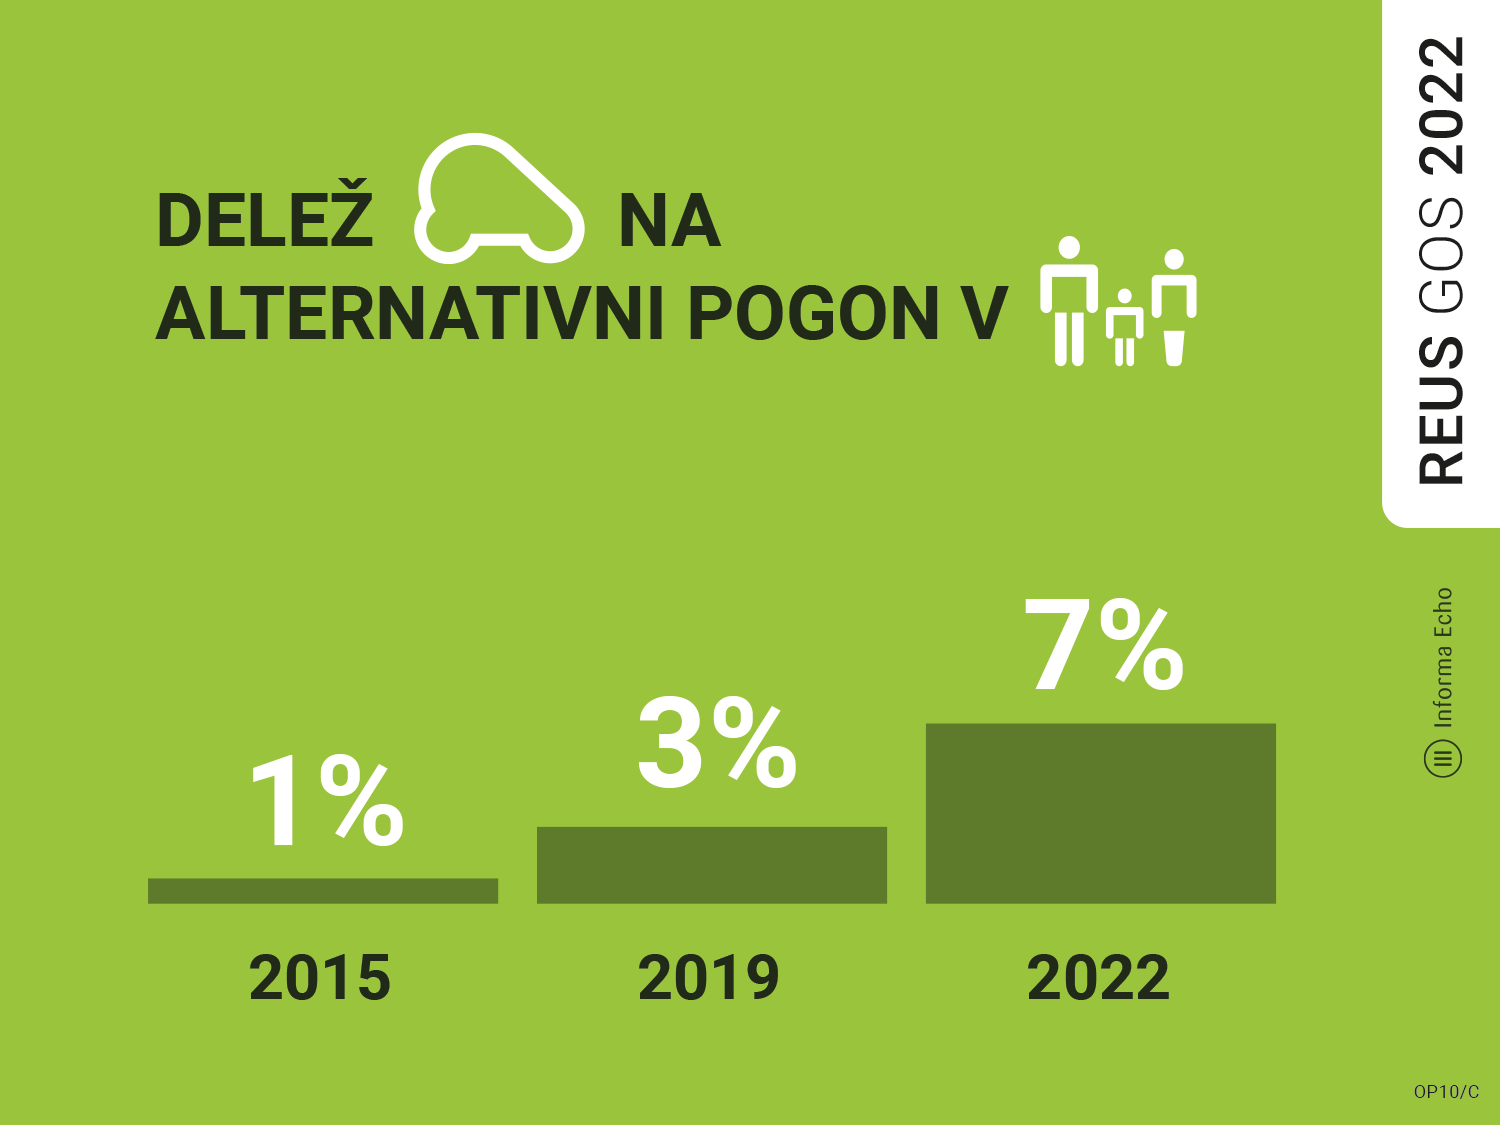 DELEŽ NA
ALTERNATIVNI POGON V
1%
3%
7%
2015
2019
2022
REUS GOS 2022
Informa Echo
OP10/C